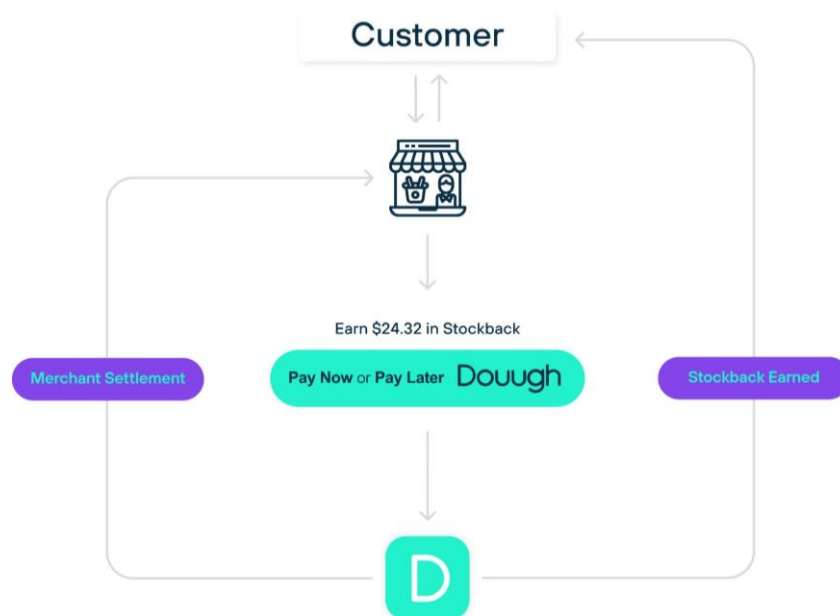 Customer
Earn $24.32 in Stockback
Merchant Settlement
Pay Now or Pay Later Douugh
Stockback Earned
D